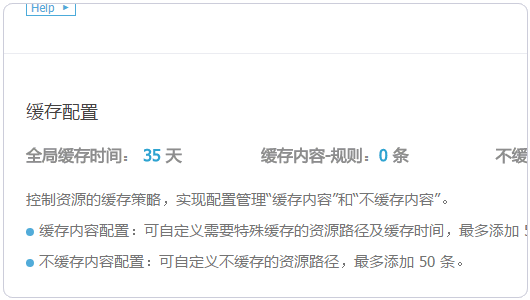 Help ▸
缓存配置
全局缓存时间： 35 天 缓存内容-规则：0 条 不缓
控制资源的缓存策略，实现配置管理“缓存内容”和“不缓存内容”。
● 缓存内容配置：可自定义需要特殊缓存的资源路径及缓存时间，最多添加
● 不缓存内容配置：可自定义不缓存的资源路径，最多添加 50 条。